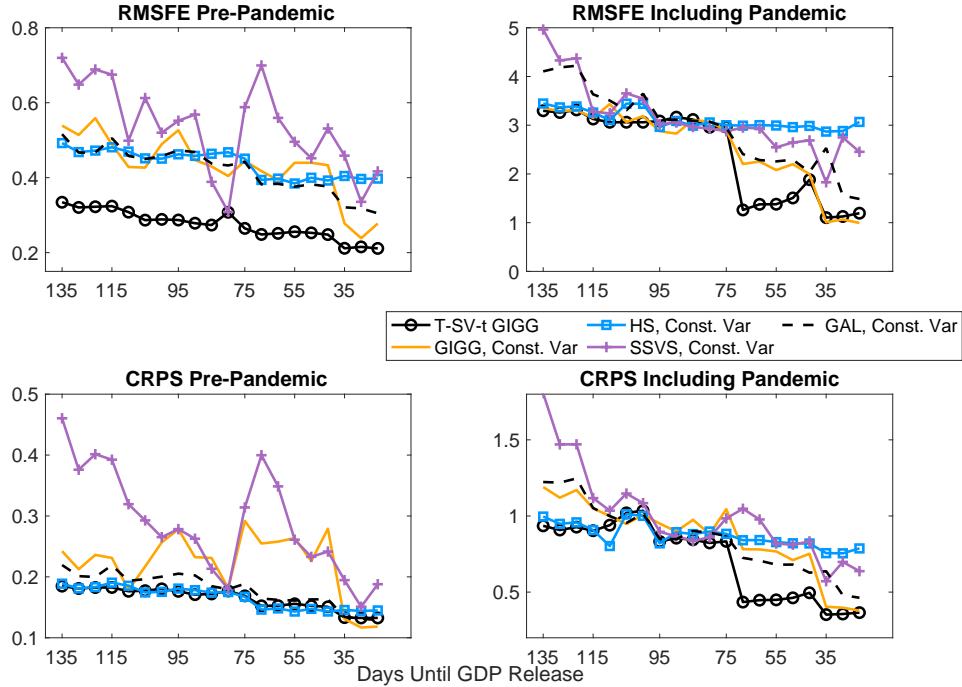 RMSFE Pre-Pandemic
0.8
0.6
0.4
0.2
135 115 95 75 55 35
RMSFE Including Pandemic
5
4
3
2
1
0
135 115 95 75 55 35
T-SV-t GIGG HS, Const. Var GAL, Const. Var
GIGG, Const. Var SSVS, Const. Var
CRPS Pre-Pandemic
0.5
0.4
0.3
0.2
0.1
135 115 95 75 55 35
CRPS Including Pandemic
1.5
1
0.5
135 115 95 75 55 35
Days Until GDP Release